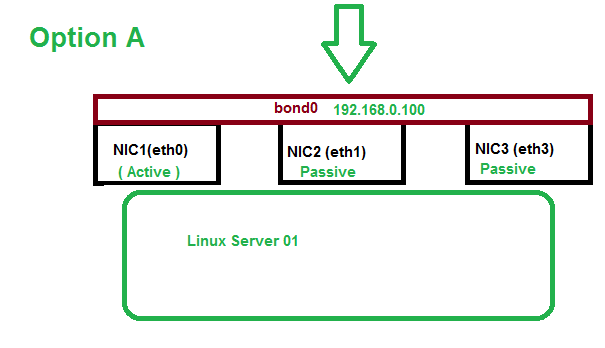 Option A
bond0 192.168.0.100
NIC1(eth0)
( Active )
NIC2 (eth1)
Passive
NIC3 (eth3)
Passive
Linux Server 01